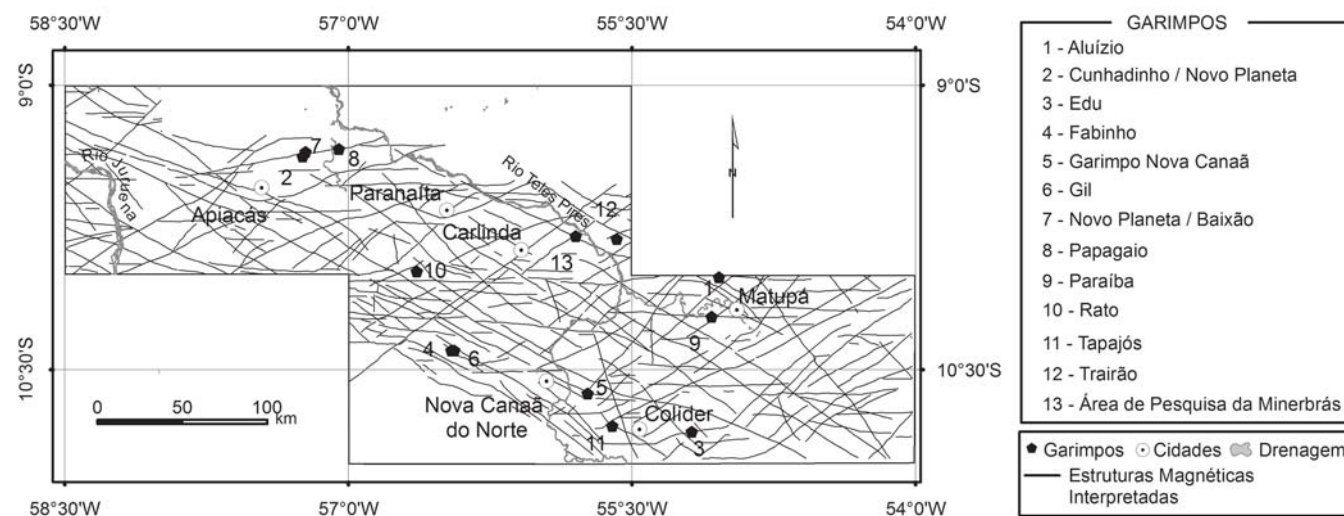 58°30'W 57°0'W 55°30'W 54°0'W
GARIMPOS
1 - Aluízio
2 - Cunhadinho / Novo Planeta
3 - Edu
4 - Fabinho
5 - Garimpo Nova Canaã
6 - Gil
7 - Novo Planeta / Baixão
8 - Papagaio
9 - Paraíba
10 - Rato
11 - Tapajós
12 - Trairão
13 - Área de Pesquisa da Minerbrás
Garimpos Cidades Drenagem
Estruturas Magnéticas
Interpretadas
9°0'S 9°0'S
7
8
Rio Juruena
2
Apiacás
Paranaíta
Rio Teles Pires
12
Carlinda
13
N
10
1
Matupá
9
4
6
10°30'S 10°30'S
0 50 100
km
5
Nova Canaã
do Norte
Colider
11
3
58°30'W 57°0'W 55°30'W 54°0'W